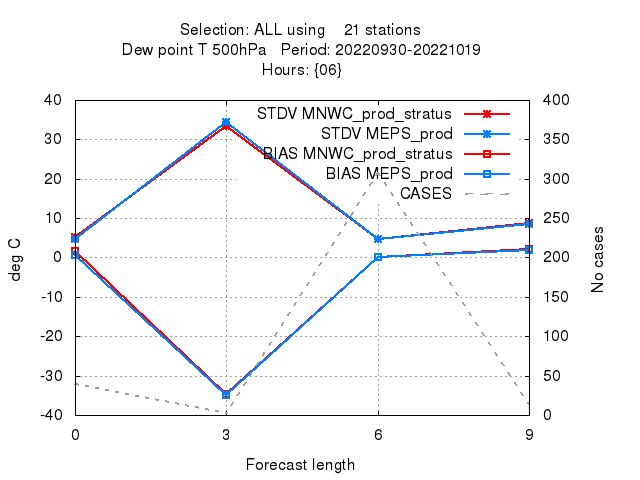 Selection: ALL using    21 stations
Dew point T 500hPa   Period: 20220930-20221019
Hours: {06}
STDV MNWC_prod_stratus
STDV MEPS_prod
BIAS MNWC_prod_stratus
BIAS MEPS_prod
CASES
40
30
20
10
0
-10
-20
-30
-40
deg C
400
350
300
250
200
150
100
50
0
No cases
0 3 6 9
Forecast length